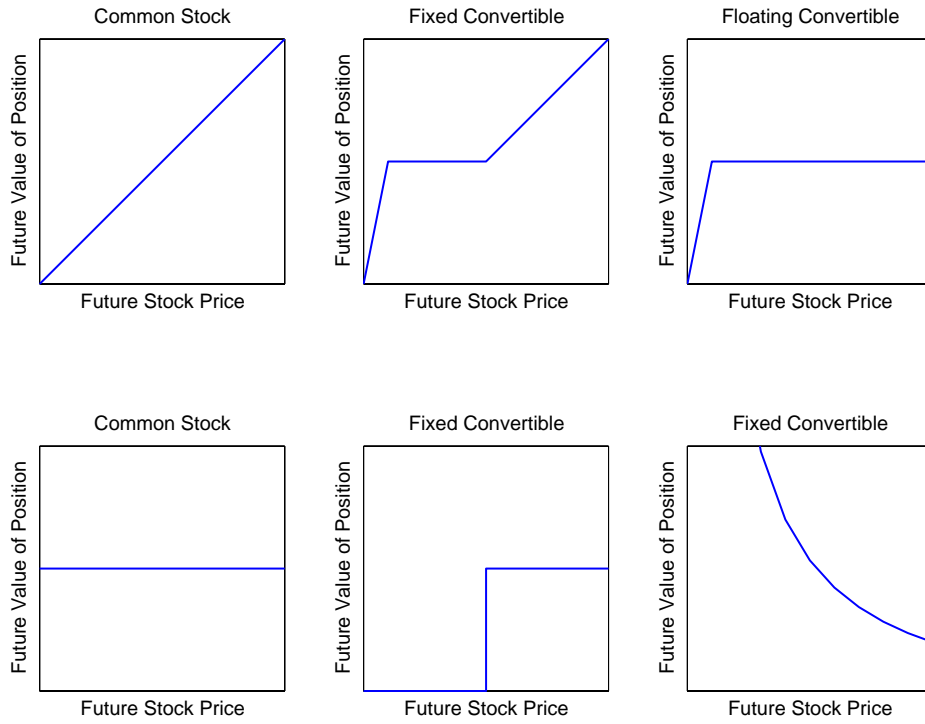 Common Stock
Future Value of Position
Future Stock Price
Fixed Convertible
Future Value of Position
Future Stock Price
Floating Convertible
Future Value of Position
Future Stock Price
Common Stock
Future Value of Position
Future Stock Price
Fixed Convertible
Future Value of Position
Future Stock Price
Fixed Convertible
Future Value of Position
Future Stock Price